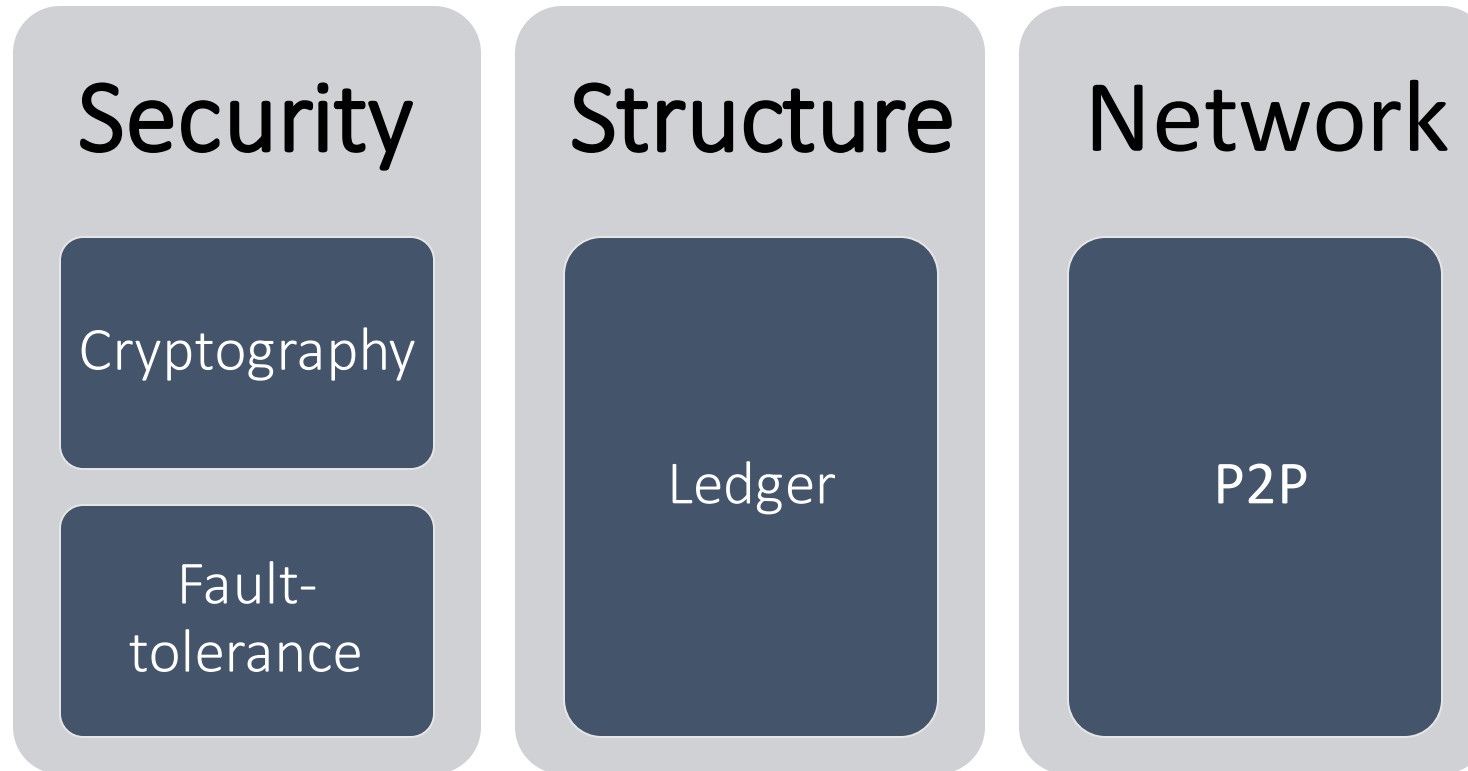 Security
Cryptography
Fault-
tolerance
Structure
Ledger
Network
P2P